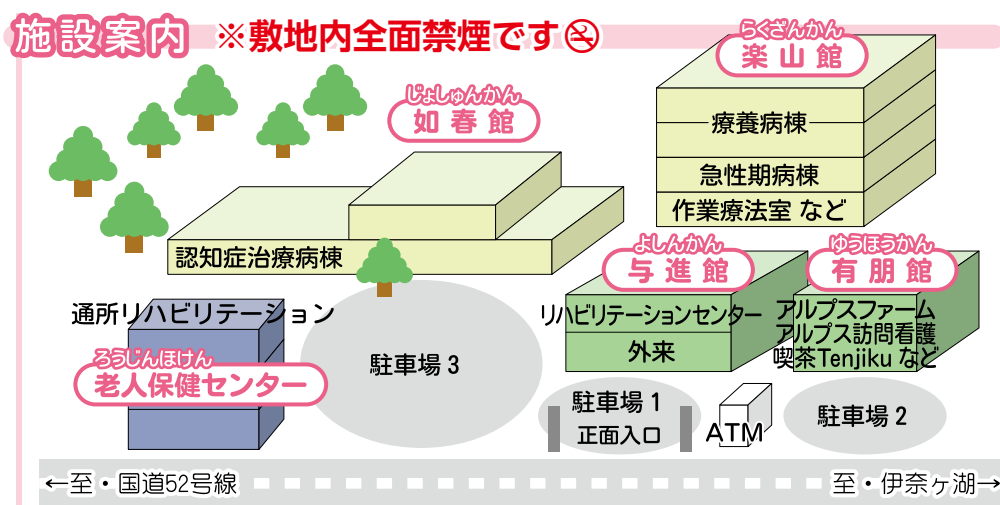 施設案内 ※敷地内全面禁煙です
らくざんかん
楽山館
療養病棟
急性期病棟
作業療法室 など
じょしゅんかん
如春館
認知症治療病棟
よしんかん
与進館
リハビリテーションセンター
外来
ゆうほうかん
有朋館
アルプスファーム
アルプス訪問看護
喫茶Tenjiku など
通所リハビリテーション
ろうじんほけん
老人保健センター
駐車場 3
駐車場 1
正面入口
ATM
駐車場 2
←至・国道52号線
至・伊奈ヶ湖→